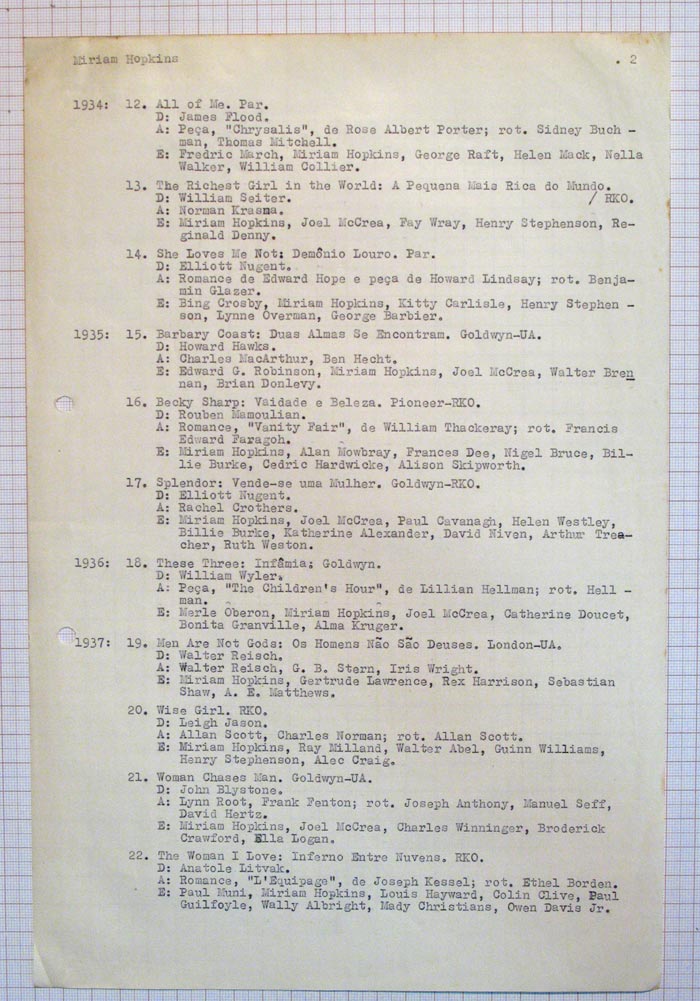 Miriam Hopkins . 2
1934: 12. All of Me. Par.
D: James Flood.
A: Peça, "Chrysalis", de Rose Albert Porter; rot. Sidney Buch -
man, Thomas Mitchell.
E: Fredric March, Miriam Hopkins, George Raft, Helen Mack, Nella
Walker, William Collier.
13. The Richest Girl in the World: A Pequena Mais Rica do Mundo.
D: William Seiter. / RKO.
A: Norman Krasna.
E: Miriam Hopkins, Joel McCrea, Fay Wray, Henry Stephenson, Re-
ginald Denny.
14. She Loves Me Not: Demônio Louro. Par.
D: Elliott Nugent.
A: Romance de Edward Hope e peça de Howard Lindsay; rot. Benja-
min Glazer.
E: Bing Crosby, Miriam Hopkins, Kitty Carlisle, Henry Stephen -
son, Lynne Overman, George Barbier.
1935: 15. Barbary Coast: Duas Almas Se Encontram. Goldwyn-UA.
D: Howard Hawks.
A: Charles MacArthur, Ben Hecht.
E: Edward G. Robinson, Miriam Hopkins, Joel McCrea, Walter Bren
nan, Brian Donlevy.
16. Becky Sharp: Vaidade e Beleza. Pioneer-RKO.
D: Rouben Mamoulian.
A: Romance, "Vanity Fair", de William Thackeray; rot. Francis
Edward Faragoh.
E: Miriam Hopkins, Alan Mowbray, Frances Dee, Nigel Bruce, Bil-
lie Burke, Cedric Hardwicke, Alison Skipworth.
17. Splendor: Vende-se uma Mulher. Goldwyn-RKO.
D: Elliott Nugent.
A: Rachel Crothers.
E: Miriam Hopkins, Joel McCrea, Paul Cavanagh, Helen Westley,
Billie Burke, Katherine Alexander, David Niven, Arthur Trea-
cher, Ruth Weston.
1936: 18. These Three: Infâmia; Goldwyn.
D: William Wyler.
A: Peça, "The Children's Hour", de Lillian Hellman; rot. Hell -
man.
E: Merle Oberon, Miriam Hopkins, Joel McCrea, Catherine Doucet,
Bonita Granville, Alma Kruger.
1937: 19. Men Are Not Gods: Os Homens Não São Deuses. London-UA.
D: Walter Reisch.
A: Walter Reisch, G. B. Stern, Iris Wright.
E: Miriam Hopkins, Gertrude Lawrence, Rex Harrison, Sebastian
Shaw, A. E. Matthews.
20. Wise Girl. RKO.
D: Leigh Jason.
A: Allan Scott, Charles Norman; rot. Allan Scott.
E: Miriam Hopkins, Ray Milland, Walter Abel, Guinn Williams,
Henry Stephenson, Alec Craig.
21. Woman Chases Man. Goldwyn-UA.
D: John Blystone.
A: Lynn Root, Frank Fenton; rot. Joseph Anthony, Manuel Seff,
David Hertz.
E: Miriam Hopkins, Joel McCrea, Charles Winninger, Broderick
Crawford, Ella Logan.
22. The Woman I Love: Inferno Entre Nuvens. RKO.
D: Anatole Litvak.
A: Romance, "L'Equipage", de Joseph Kessel; rot. Ethel Borden.
E: Paul Muni, Miriam Hopkins, Louis Hayward, Colin Clive, Paul
Guilfoyle, Wally Albright, Mady Christians, Owen Davis Jr.